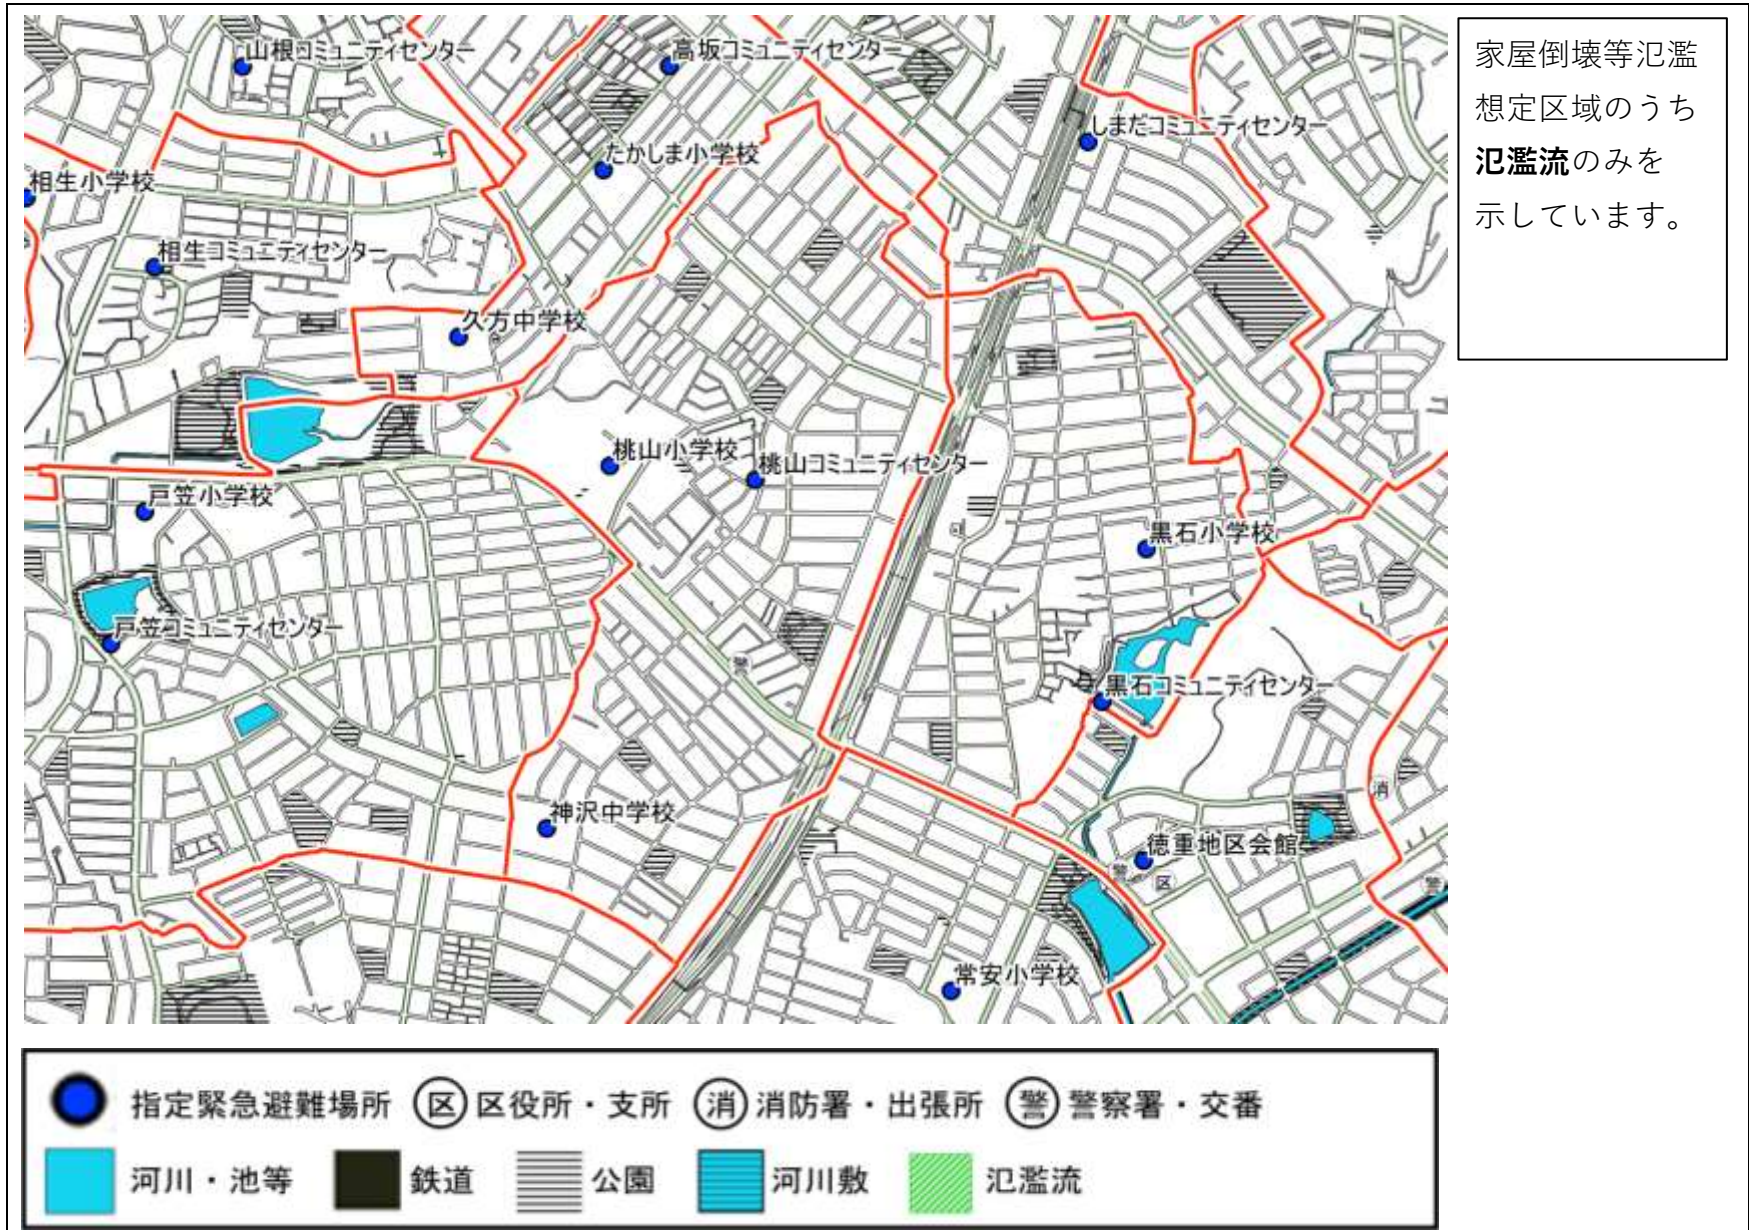 家屋倒壊等氾濫
想定区域のうち
氾濫流のみを
示しています。
山根コミュニティセンター
高坂コミュニティセンター
しまだコミュニティセンター
たかしま小学校
相生小学校
相生コミュニティセンター
久方中学校
桃山小学校
桃山コミュニティセンター
戸笠小学校
黒石小学校
戸笠コミュニティセンター
警
黒石コミュニティセンター
消
神沢中学校
徳重地区会館
警
区
警
常安小学校
指定緊急避難場所 区 区役所・支所 消 消防署・出張所 警 警察署・交番
河川・池等 鉄道 公園 河川敷 氾濫流